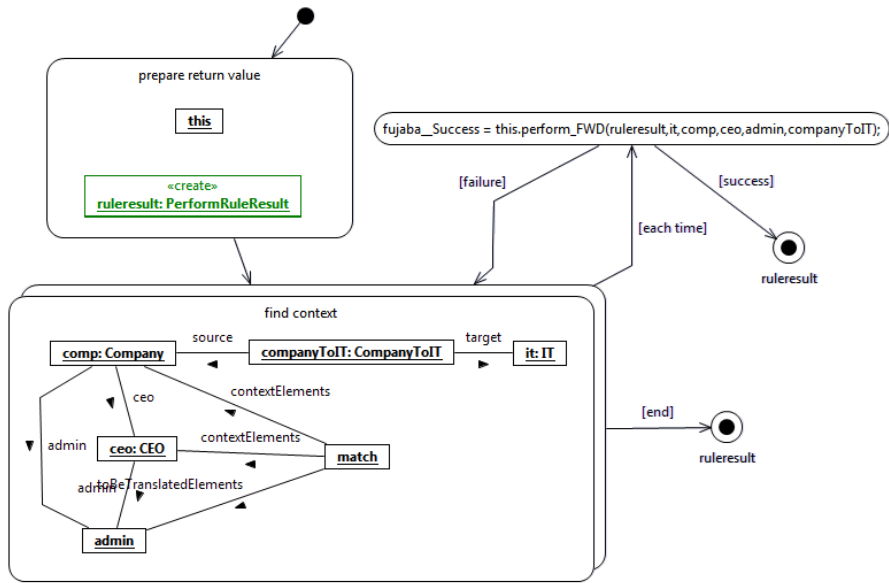 prepare return value
this
«create»
ruleresult: PerformRuleResult
fujaba__Success = this.perform_FWD(ruleresult,it,comp,ceo,admin,companyToIT);
[failure]
[success]
[each time]
ruleresult
find context
source
target
comp: Company
companyToIT: CompanyToIT
it: IT
ceo
contextElements
[end]
admin
ceo: CEO
contextElements
match
ruleresult
admin
toBeTranslatedElements
admin